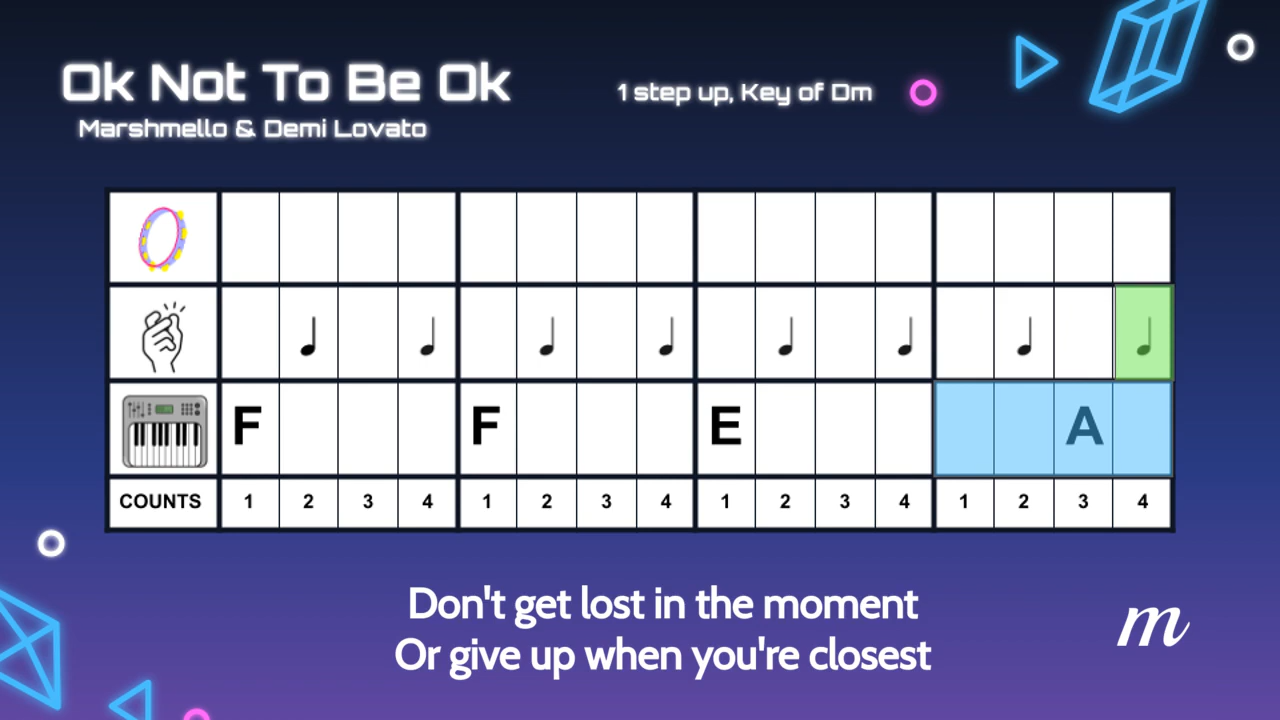 Ok Not To Be Ok
1 step up, Key of Dm
Marshmello & Demi Lovato
F F E A
COUNTS 1 2 3 4 1 2 3 4 1 2 3 4 1 2 3 4
Don't get lost in the moment
Or give up when you're closest
m